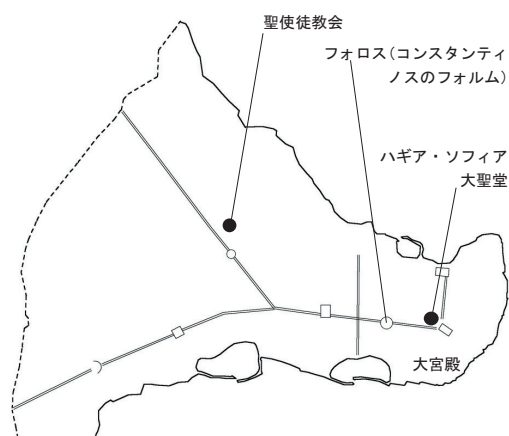 聖使徒教会
フォロス(コンスタンティ
ノスのフォルム)
ハギア・ソフィア
大聖堂
大宮殿